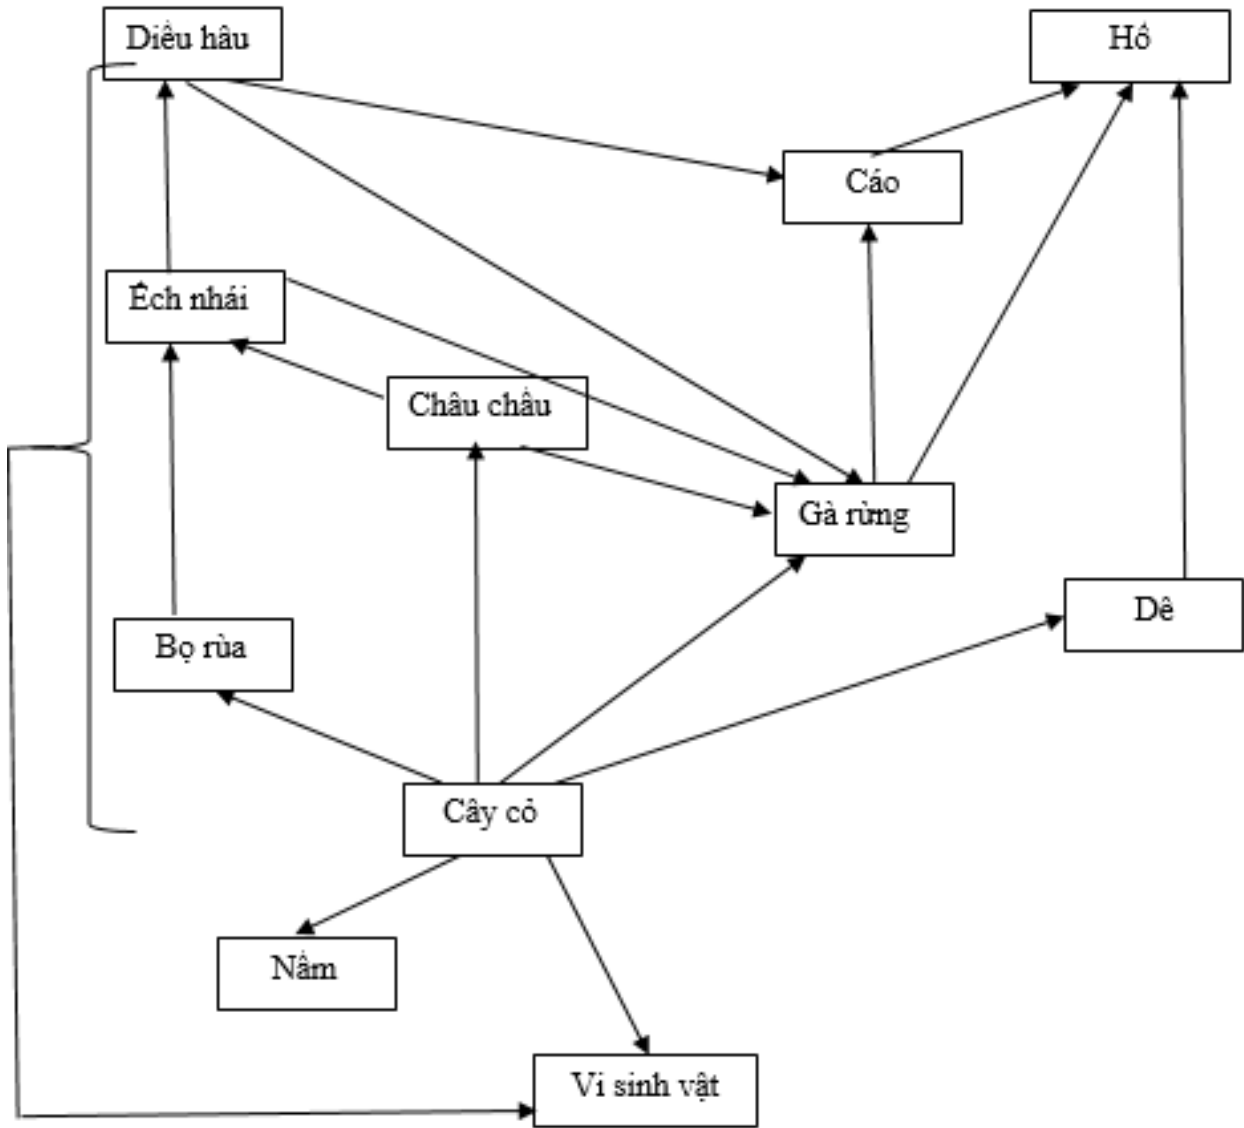 Diều hâu
Hổ
Cáo
Ếch nhái
Châu chấu
Gà rừng
Dê
Bọ rùa
Cây cỏ
Nấm
Vi sinh vật